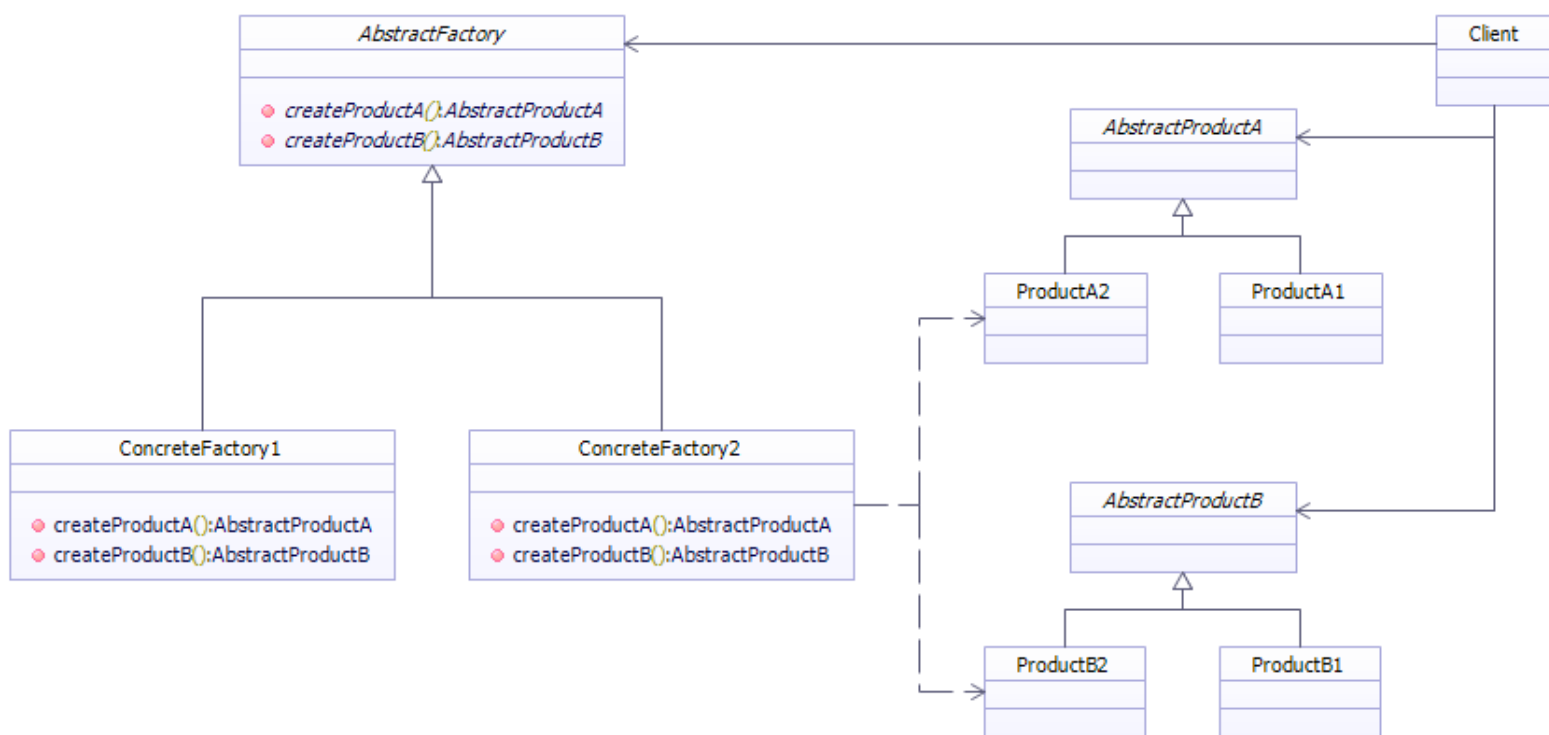 AbstractFactory
createProductA():AbstractProductA
createProductB():AbstractProductB
Client
AbstractProductA
ProductA2
ProductA1
ConcreteFactory1
createProductA():AbstractProductA
createProductB():AbstractProductB
ConcreteFactory2
createProductA():AbstractProductA
createProductB():AbstractProductB
AbstractProductB
ProductB2
ProductB1